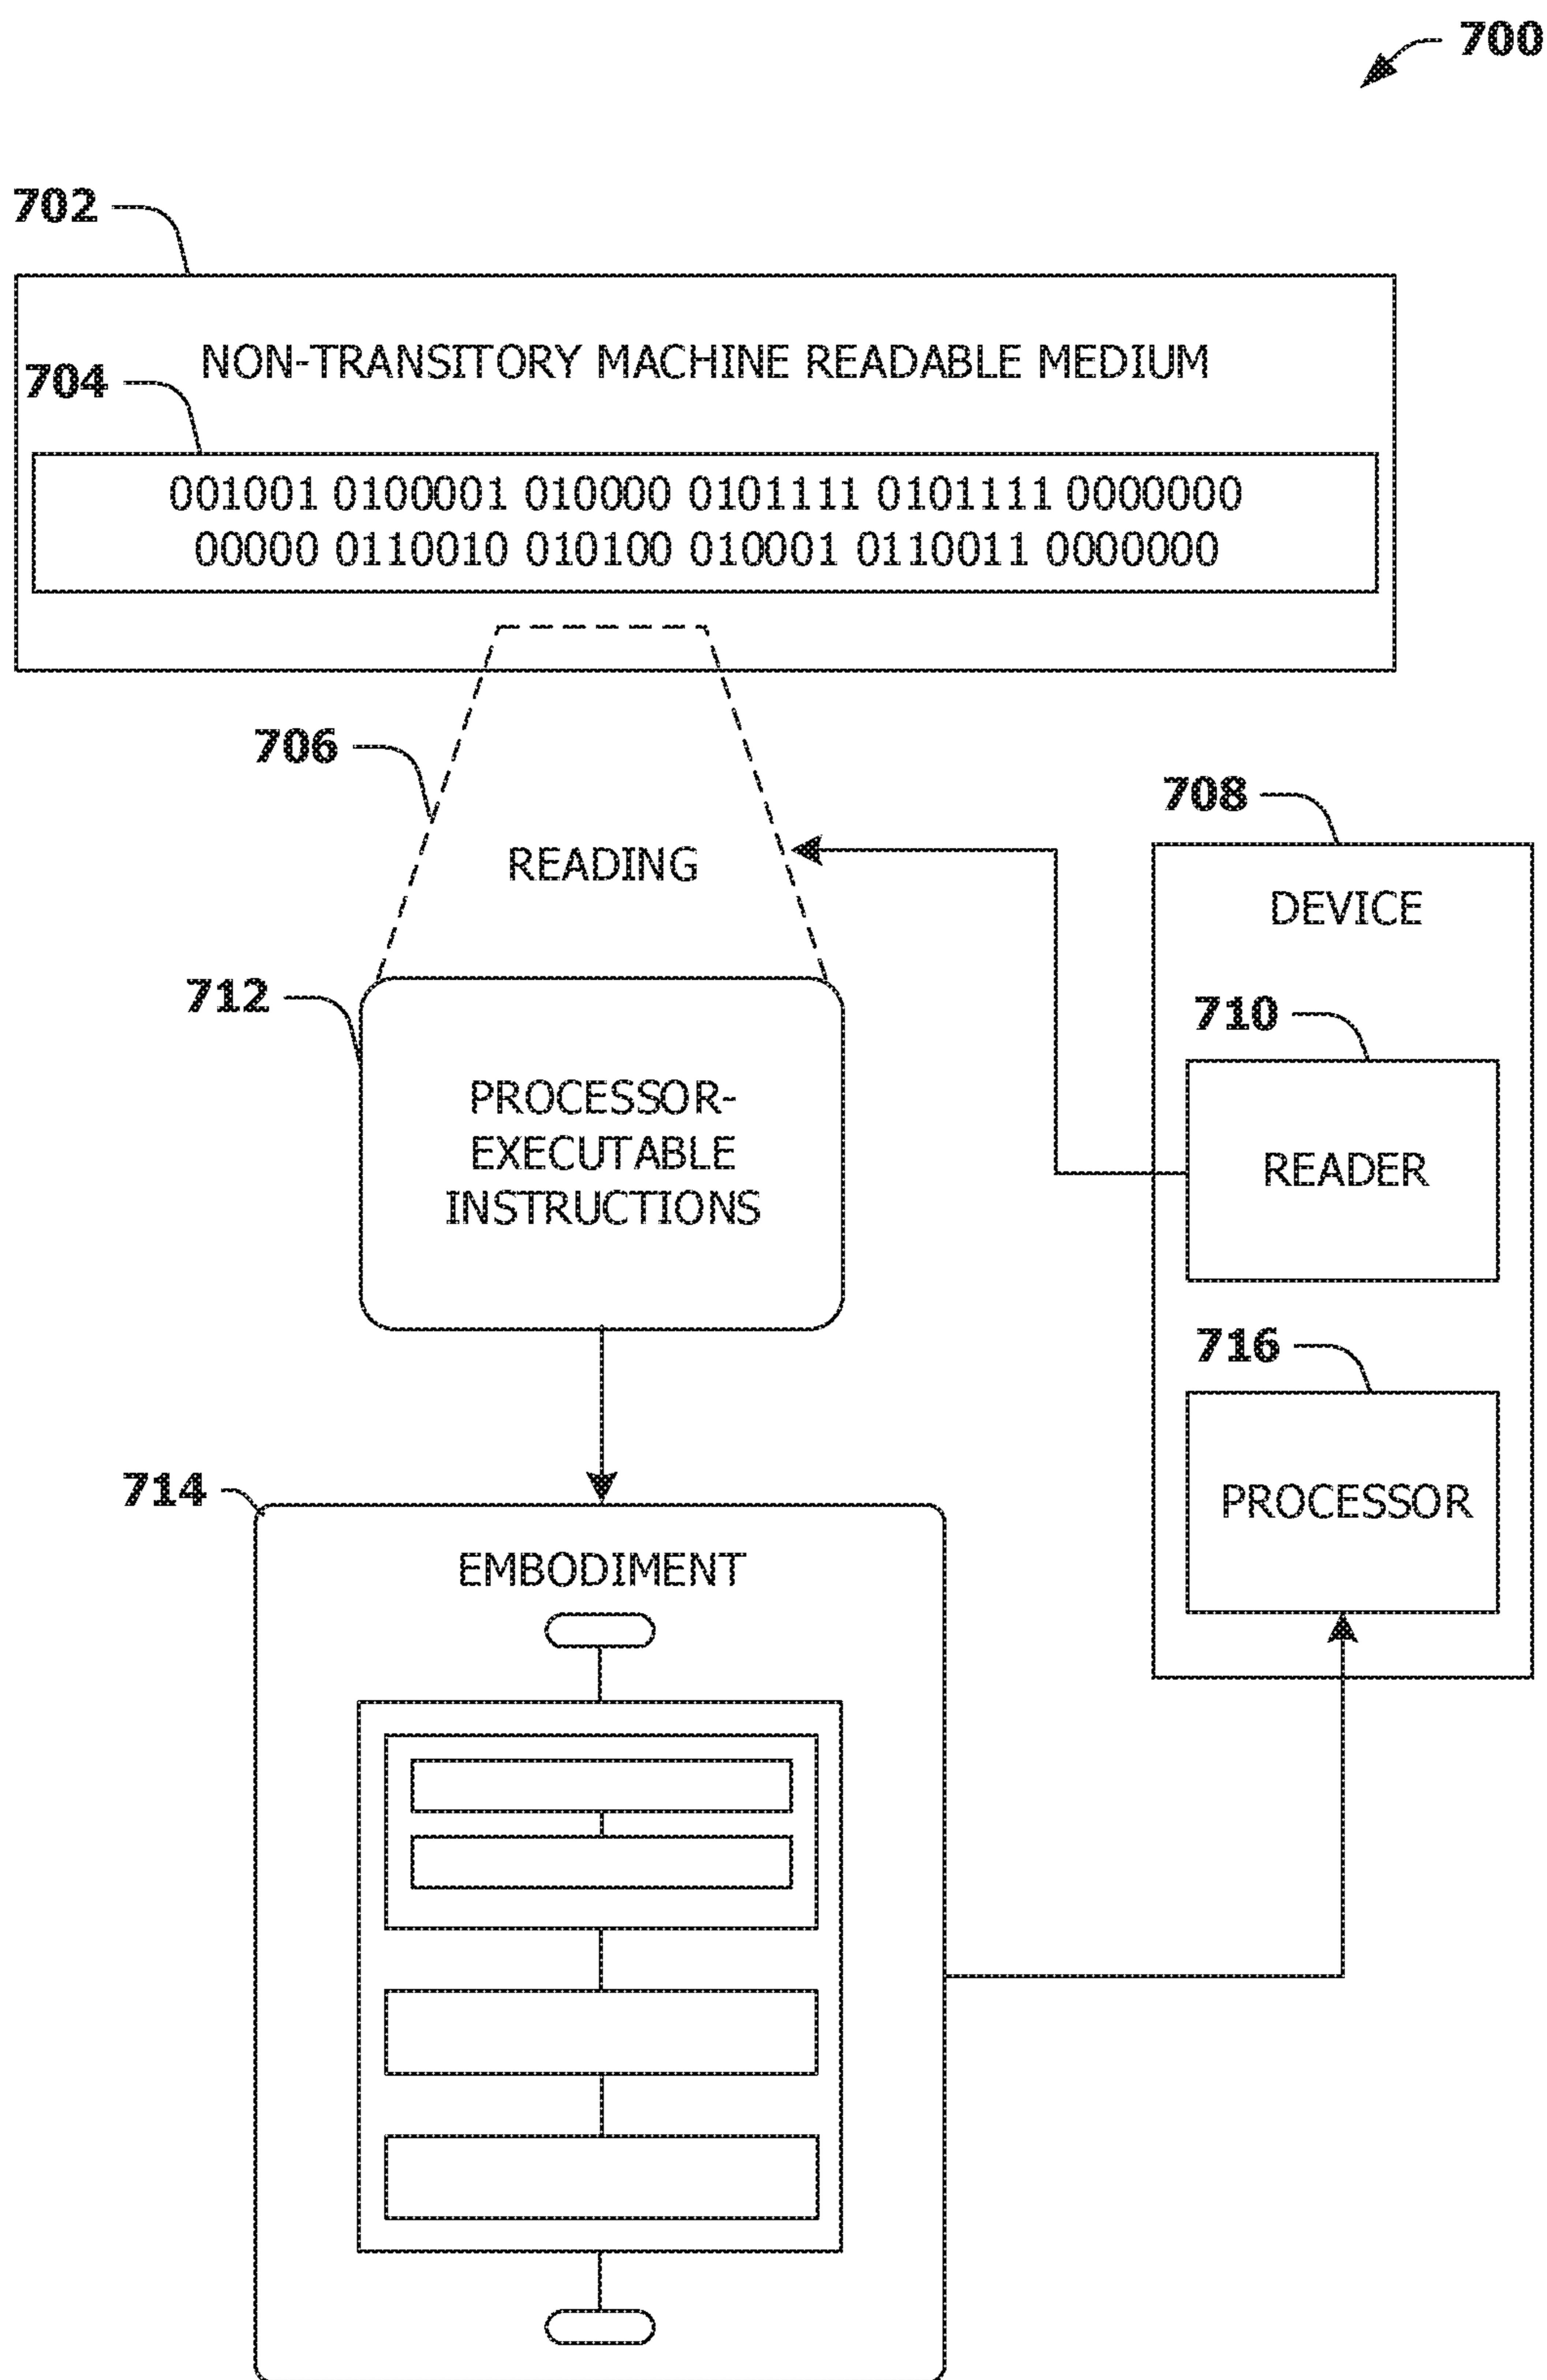 700
702
NON-TRANSITORY MACHINE READABLE MEDIUM
704
001001 0100001 010000 0101111 0101111 0000000
00000 0110010 010100 010001 0110011 0000000
706
READING
708
DEVICE
712
PROCESSOR-
EXECUTABLE
INSTRUCTIONS
710
READER
716
PROCESSOR
714
EMBODIMENT